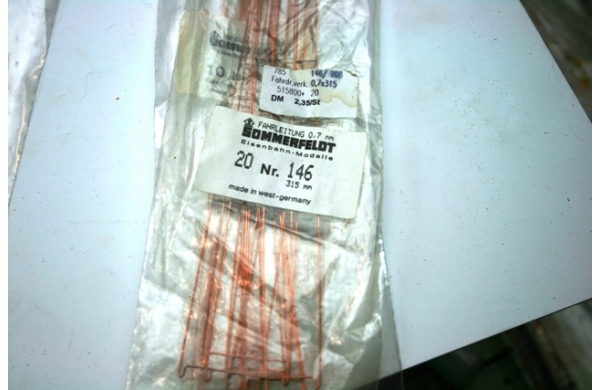 10
785 146/
Fahrdr.verk. 0,7x315
515800* 20
DM 2,35/St
FAHRLEITUNG 0,7 mm
SOMMERFELDT
Eisenbahn-Modelle
20 Nr. 146
315 mm
made in west-germany